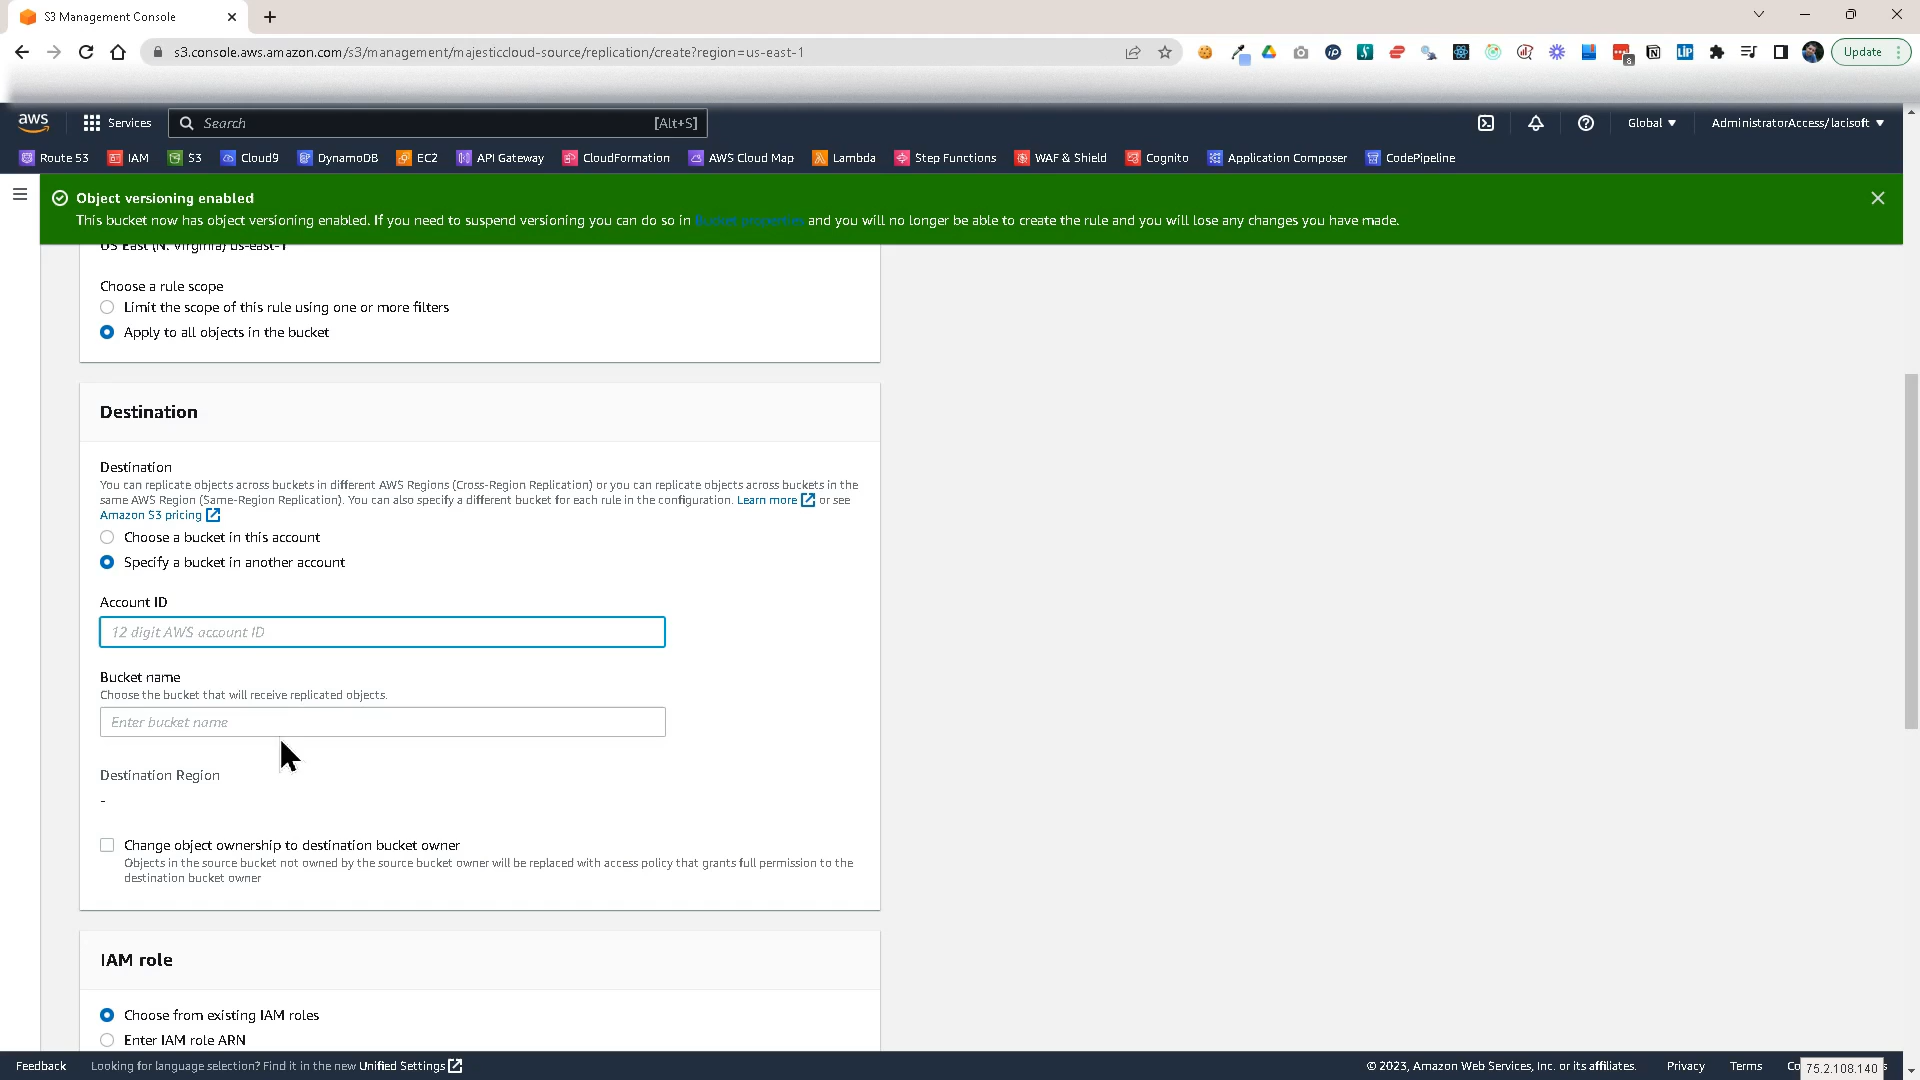 S3 Management Console
s3.console.aws.amazon.com/s3/management/majesticcloud-source/replication/create?region=us-east-1
Update
aws
Services
Search
[Alt+S]
Global
AdministratorAccess/lacisoft
Route 53
IAM
S3
Cloud9
DynamoDB
EC2
API Gateway
CloudFormation
AWS Cloud Map
Lambda
Step Functions
WAF & Shield
Cognito
Application Composer
CodePipeline
Object versioning enabled
This bucket now has object versioning enabled. If you need to suspend versioning you can do so in Bucket properties and you will no longer be able to create the rule and you will lose any changes you have made.
US East (N. Virginia) us-east-1
Choose a rule scope
Limit the scope of this rule using one or more filters
Apply to all objects in the bucket
Destination
Destination
You can replicate objects across buckets in different AWS Regions (Cross-Region Replication) or you can replicate objects across buckets in the
same AWS Region (Same-Region Replication). You can also specify a different bucket for each rule in the configuration. Learn more or see
Amazon S3 pricing
Choose a bucket in this account
Specify a bucket in another account
Account ID
12 digit AWS account ID
Bucket name
Choose the bucket that will receive replicated objects.
Enter bucket name
Destination Region
-
Change object ownership to destination bucket owner
Objects in the source bucket not owned by the source bucket owner will be replaced with access policy that grants full permission to the
destination bucket owner
IAM role
Choose from existing IAM roles
Enter IAM role ARN
Feedback
Looking for language selection? Find it in the new Unified Settings
© 2023, Amazon Web Services, Inc. or its affiliates.
Privacy
Terms
75.2.108.140